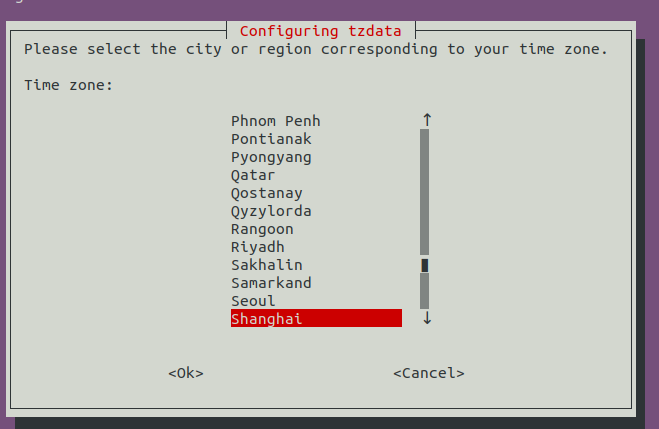 Configuring tzdata
Please select the city or region corresponding to your time zone.
Time zone:
Phnom Penh
Pontianak
Pyongyang
Qatar
Qostanay
Qyzylorda
Rangoon
Riyadh
Sakhalin
Samarkand
Seoul
Shanghai
<Ok> <Cancel>